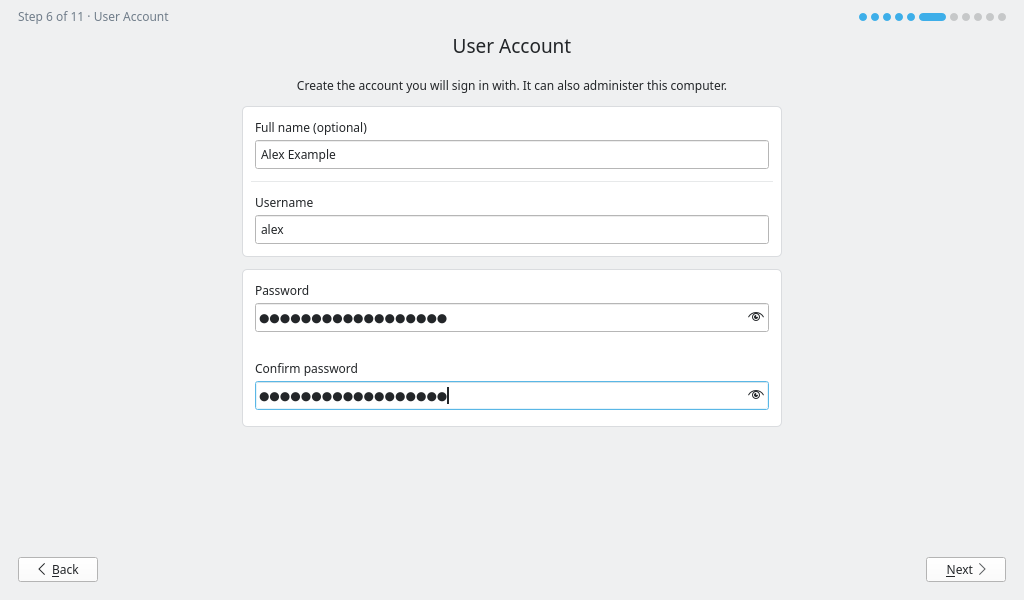 Step 6 of 11 · User Account
User Account
Create the account you will sign in with. It can also administer this computer.
Full name (optional)
Alex Example
Username
alex
Password
●●●●●●●●●●●●●●●●●●
Confirm password
●●●●●●●●●●●●●●●●●●
Back
Next